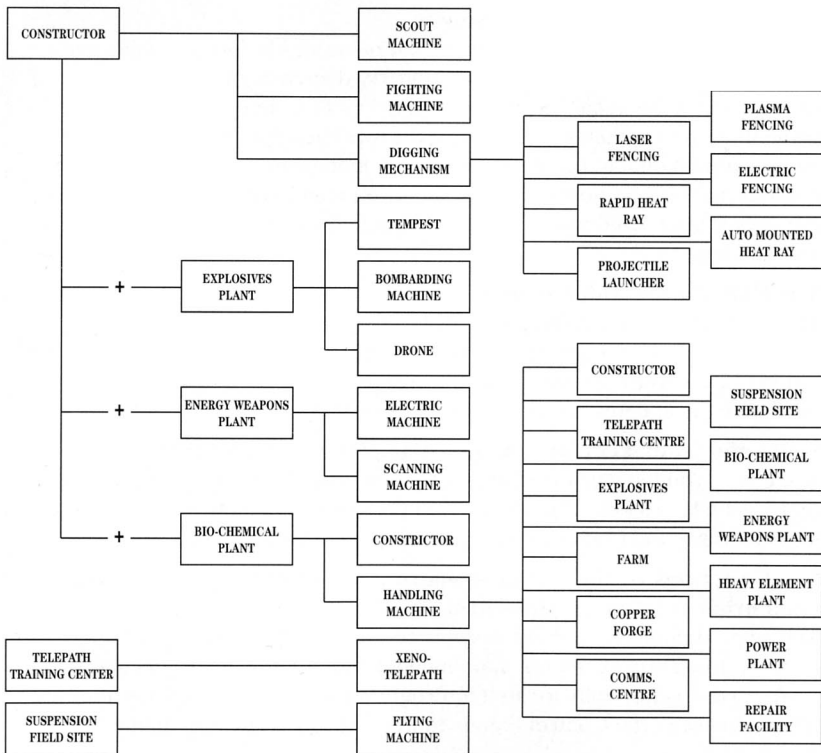 CONSTRUCTOR
SCOUT
MACHINE
FIGHTING
MACHINE
DIGGING
MECHANISM
PLASMA
FENCING
LASER
FENCING
ELECTRIC
FENCING
RAPID HEAT
RAY
AUTO MOUNTED
HEAT RAY
PROJECTILE
LAUNCHER
+
EXPLOSIVES
PLANT
TEMPEST
BOMBARDING
MACHINE
DRONE
+
ENERGY WEAPONS
PLANT
ELECTRIC
MACHINE
SCANNING
MACHINE
+
BIO-CHEMICAL
PLANT
CONSTRICTOR
HANDLING
MACHINE
CONSTRUCTOR
SUSPENSION
FIELD SITE
TELEPATH
TRAINING CENTRE
BIO-CHEMICAL
PLANT
EXPLOSIVES
PLANT
ENERGY
WEAPONS PLANT
FARM
HEAVY ELEMENT
PLANT
COPPER
FORGE
POWER
PLANT
COMMS.
CENTRE
REPAIR
FACILITY
TELEPATH
TRAINING CENTER
XENO-
TELEPATH
SUSPENSION
FIELD SITE
FLYING
MACHINE